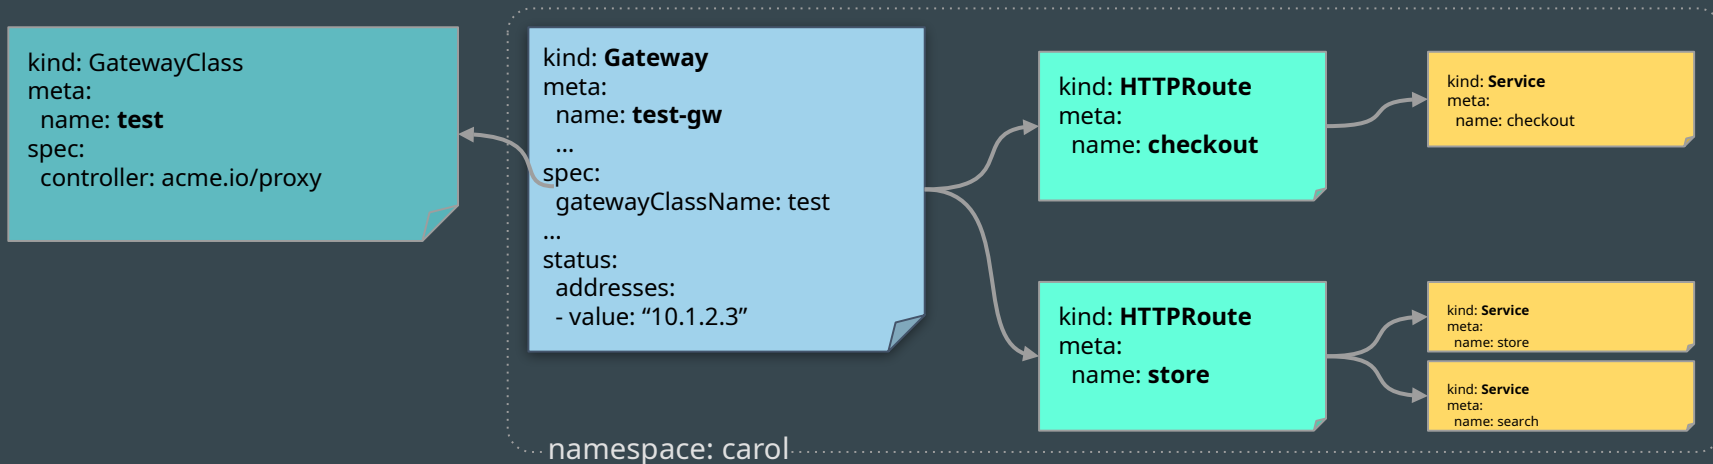 kind: GatewayClass
meta:
name: test
spec:
controller: acme.io/proxy
kind: Gateway
meta:
name: test-gw
...
spec:
gatewayClassName: test
...
status:
addresses:
- value: “10.1.2.3”
kind: HTTPRoute
meta:
name: checkout
kind: Service
meta:
name: checkout
kind: HTTPRoute
meta:
name: store
kind: Service
meta:
name: store
kind: Service
meta:
name: search
namespace: carol